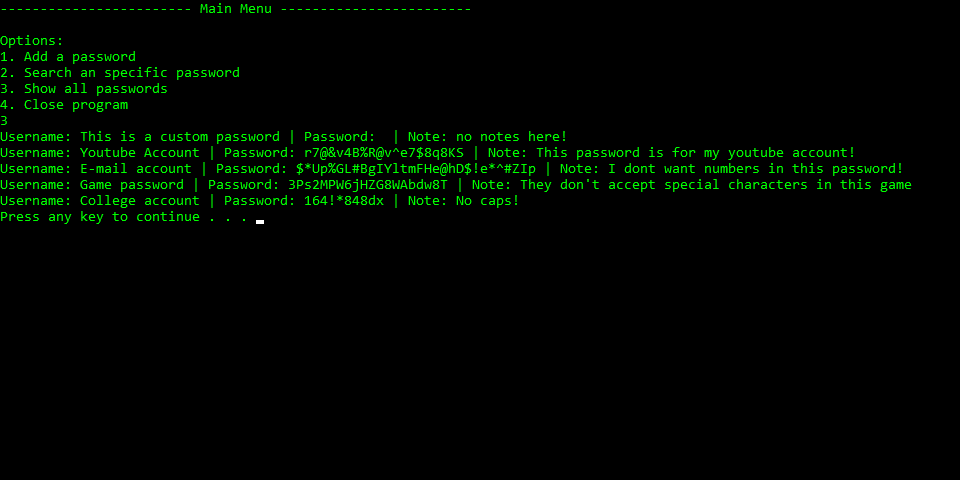 ------------------------ Main Menu ------------------------
Options:
1. Add a password
2. Search an specific password
3. Show all passwords
4. Close program
3
Username: This is a custom password | Password:  | Note: no notes here!
Username: Youtube Account | Password: r7@&v4B%R@v^e7$8q8KS | Note: This password is for my youtube account!
Username: E-mail account | Password: $*Up%GL#BgIYltmFHe@hD$!e*^#ZIp | Note: I dont want numbers in this password!
Username: Game password | Password: 3Ps2MPW6jHZG8WAbdw8T | Note: They don't accept special characters in this game
Username: College account | Password: 164!*848dx | Note: No caps!
Press any key to continue . . .